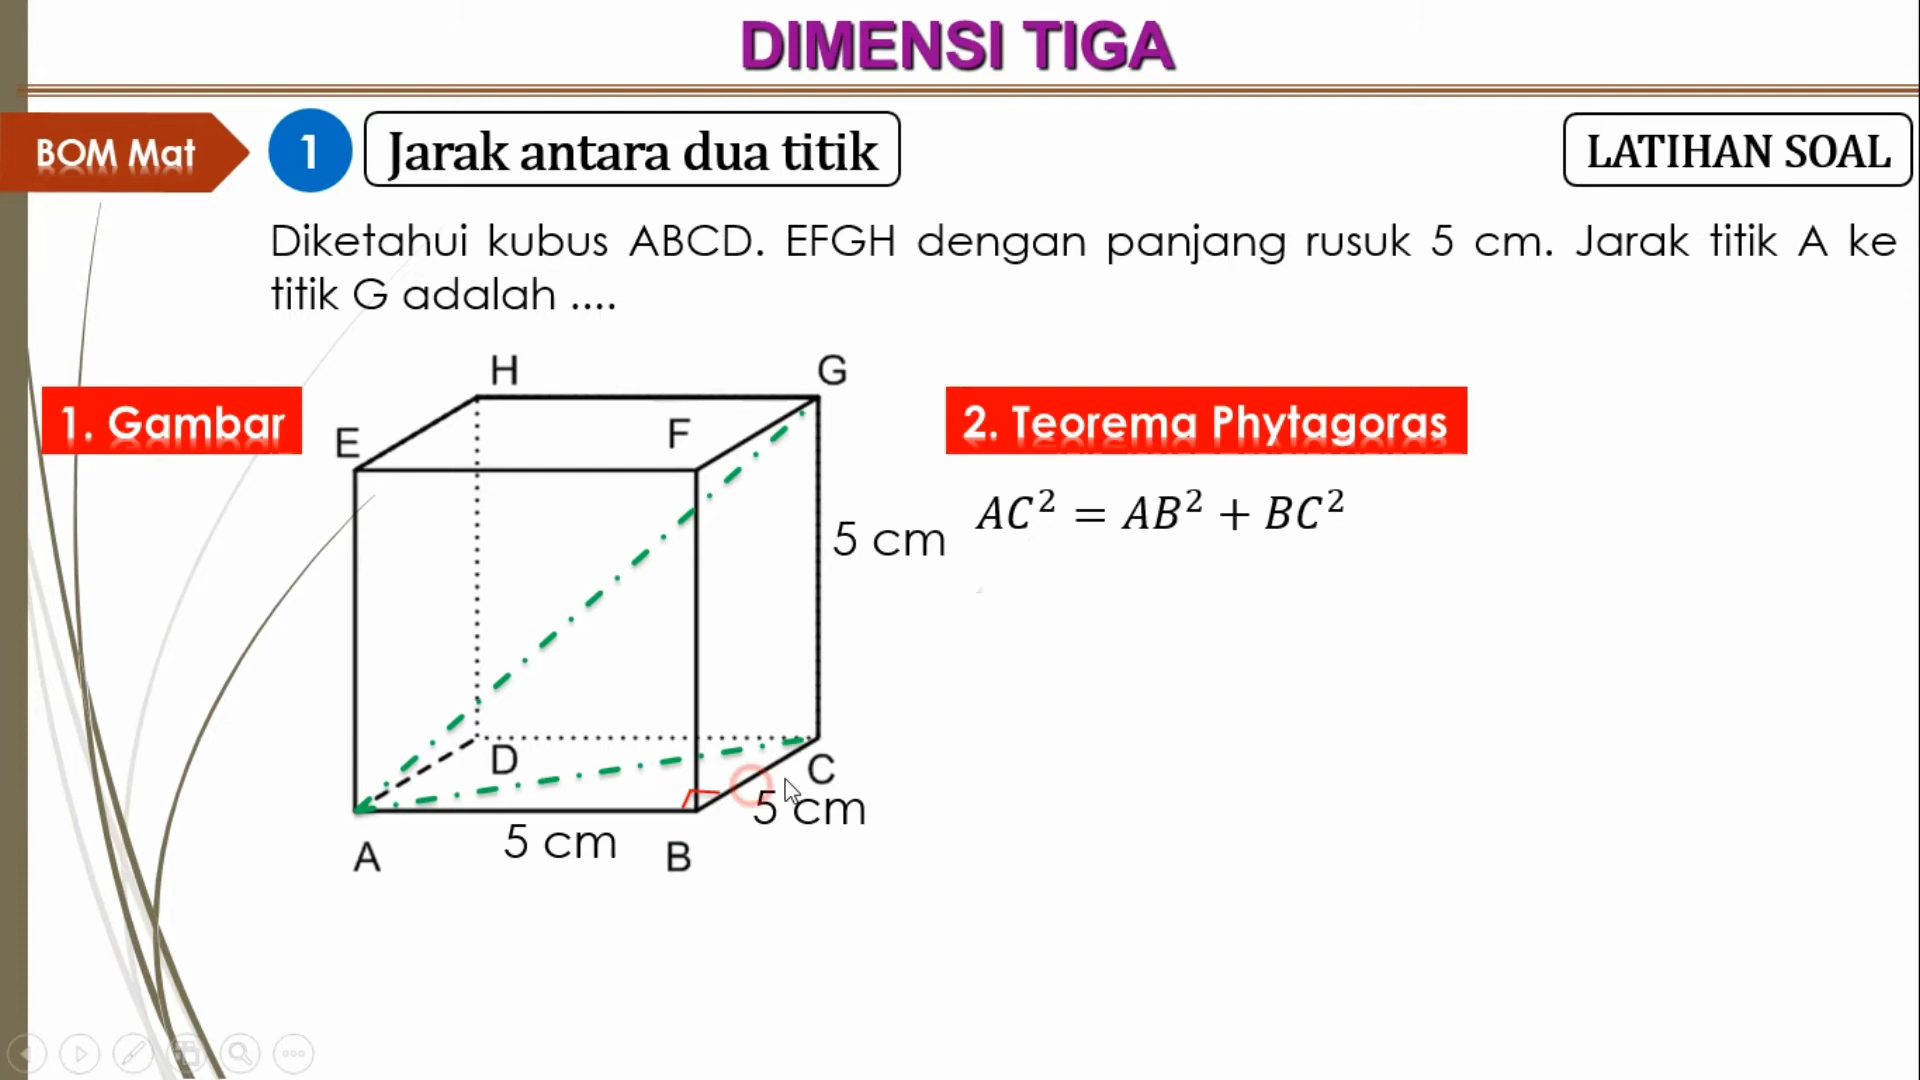 DIMENSI TIGA
BOM Mat
1
Jarak antara dua titik
LATIHAN SOAL
Diketahui kubus ABCD. EFGH dengan panjang rusuk 5 cm. Jarak titik A ke
titik G adalah ....
1. Gambar
2. Teorema Phytagoras
H
G
E
F
5 cm
AC² = AB² + BC²
D
C
5 cm
5 cm
A
B